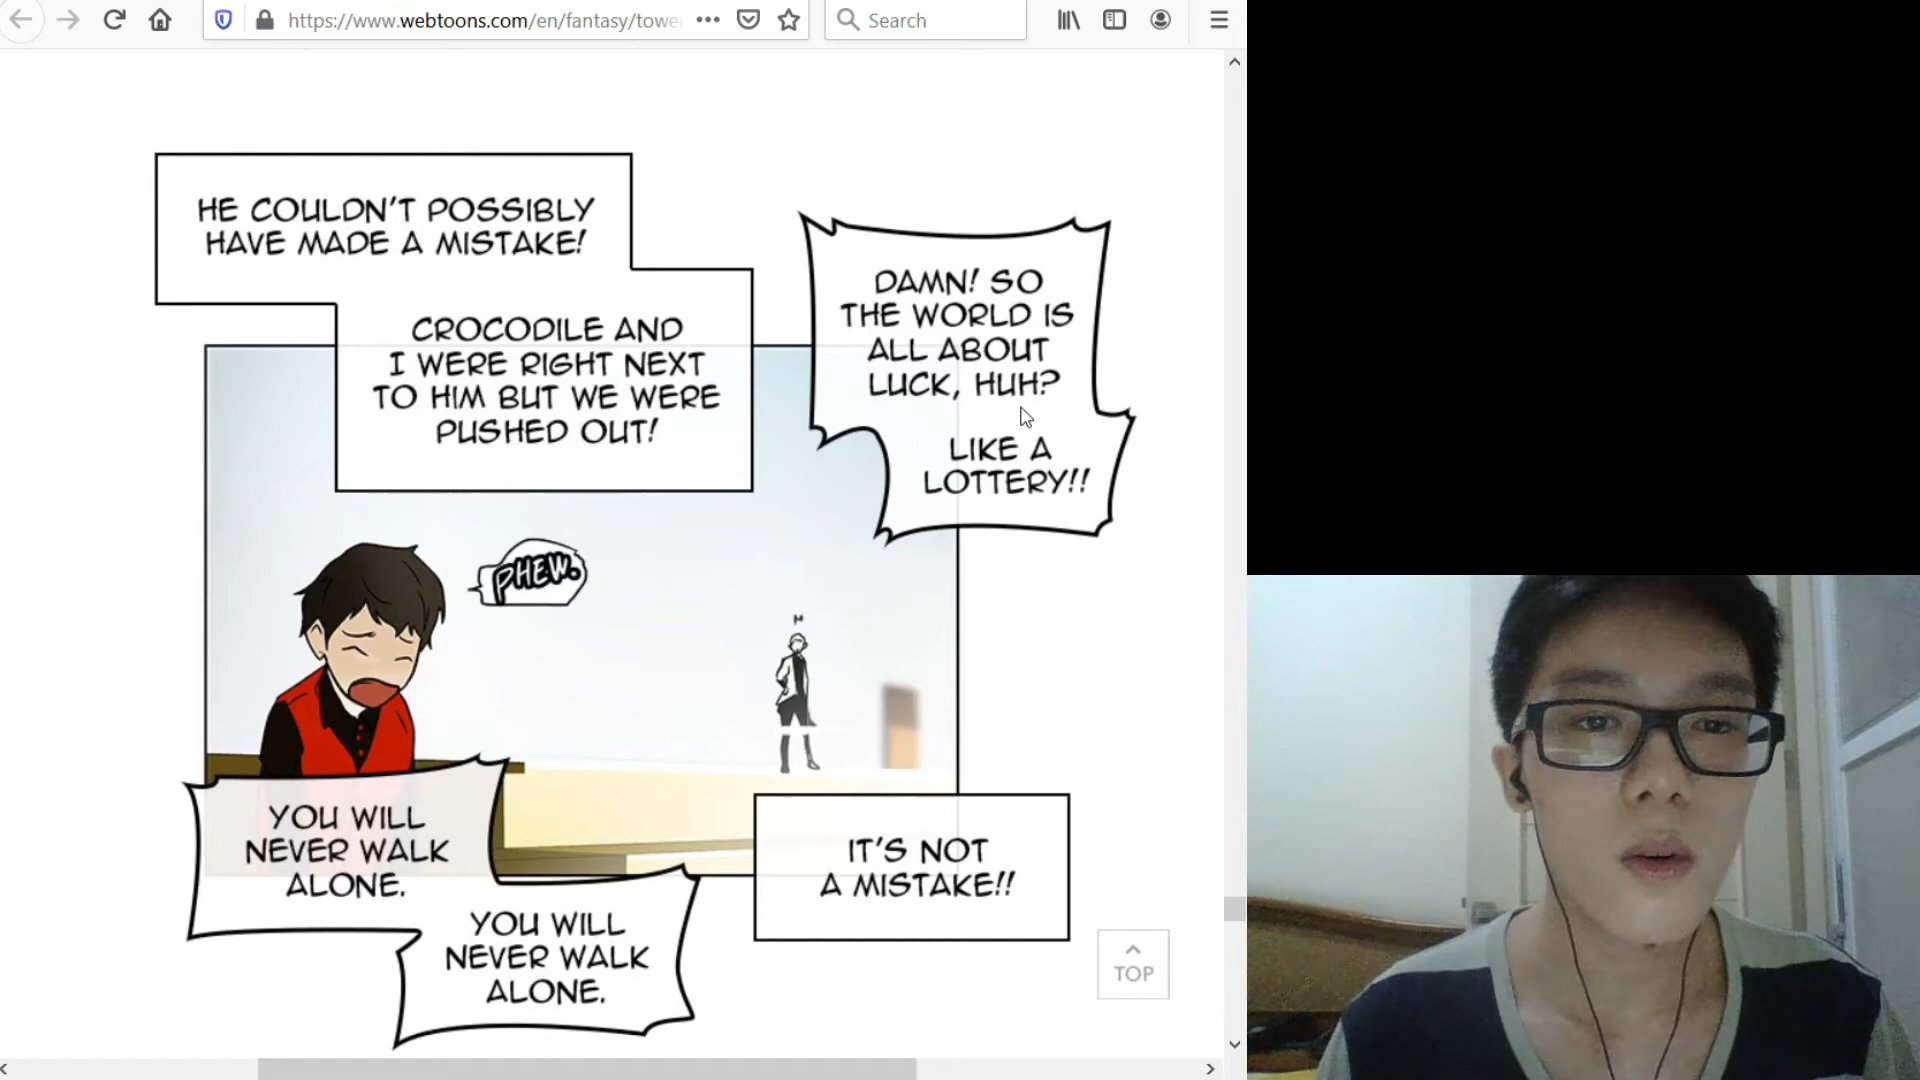 https://www.webtoons.com/en/fantasy/towe
Search
HE COULDN'T POSSIBLY
HAVE MADE A MISTAKE!
CROCODILE AND
I WERE RIGHT NEXT
TO HIM BUT WE WERE
PUSHED OUT!
DAMN! SO
THE WORLD IS
ALL ABOUT
LUCK, HUH?
LIKE A
LOTTERY!!
PHEW.
YOU WILL
NEVER WALK
ALONE.
YOU WILL
NEVER WALK
ALONE.
IT'S NOT
A MISTAKE!!
TOP